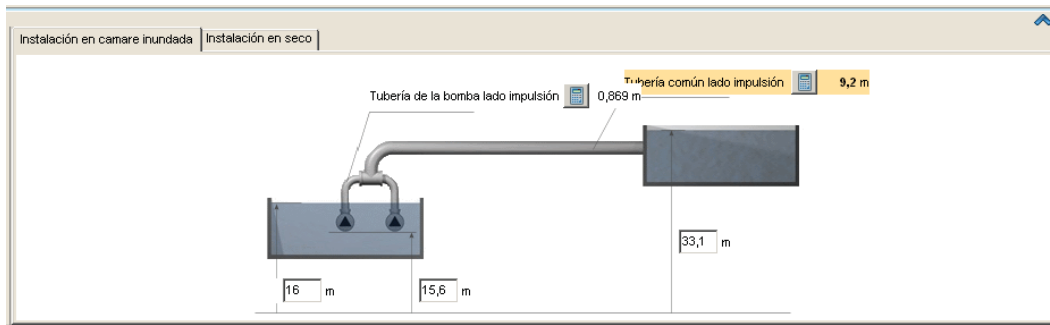 Instalación en camare inundada Instalación en seco
Tubería común lado impulsión 9,2 m
Tubería de la bomba lado impulsión 0,869 m
33,1 m
16 m 15,6 m